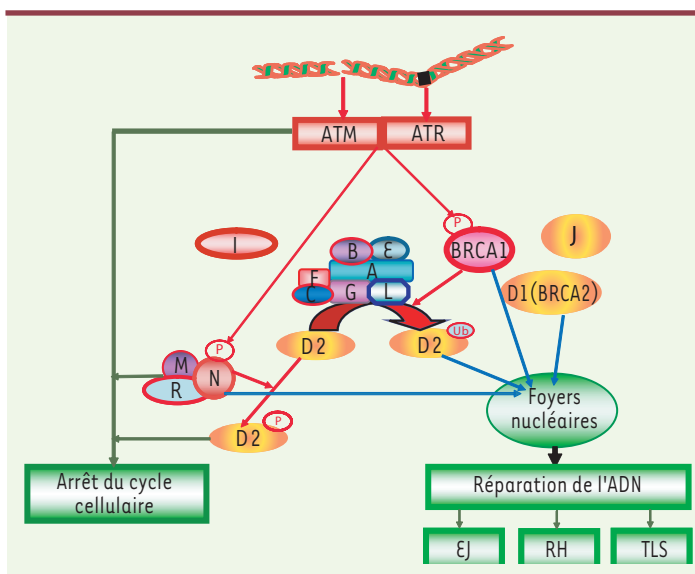 ATM
ATR
P
I
B
E
BRCA1
J
A
F
C
G
L
D1(BRCA2)
D2
D2
Ub
P
M
N
R
Foyers
nucléaires
D2
P
Arrêt du cycle
cellulaire
Réparation de l'ADN
EJ
RH
TLS